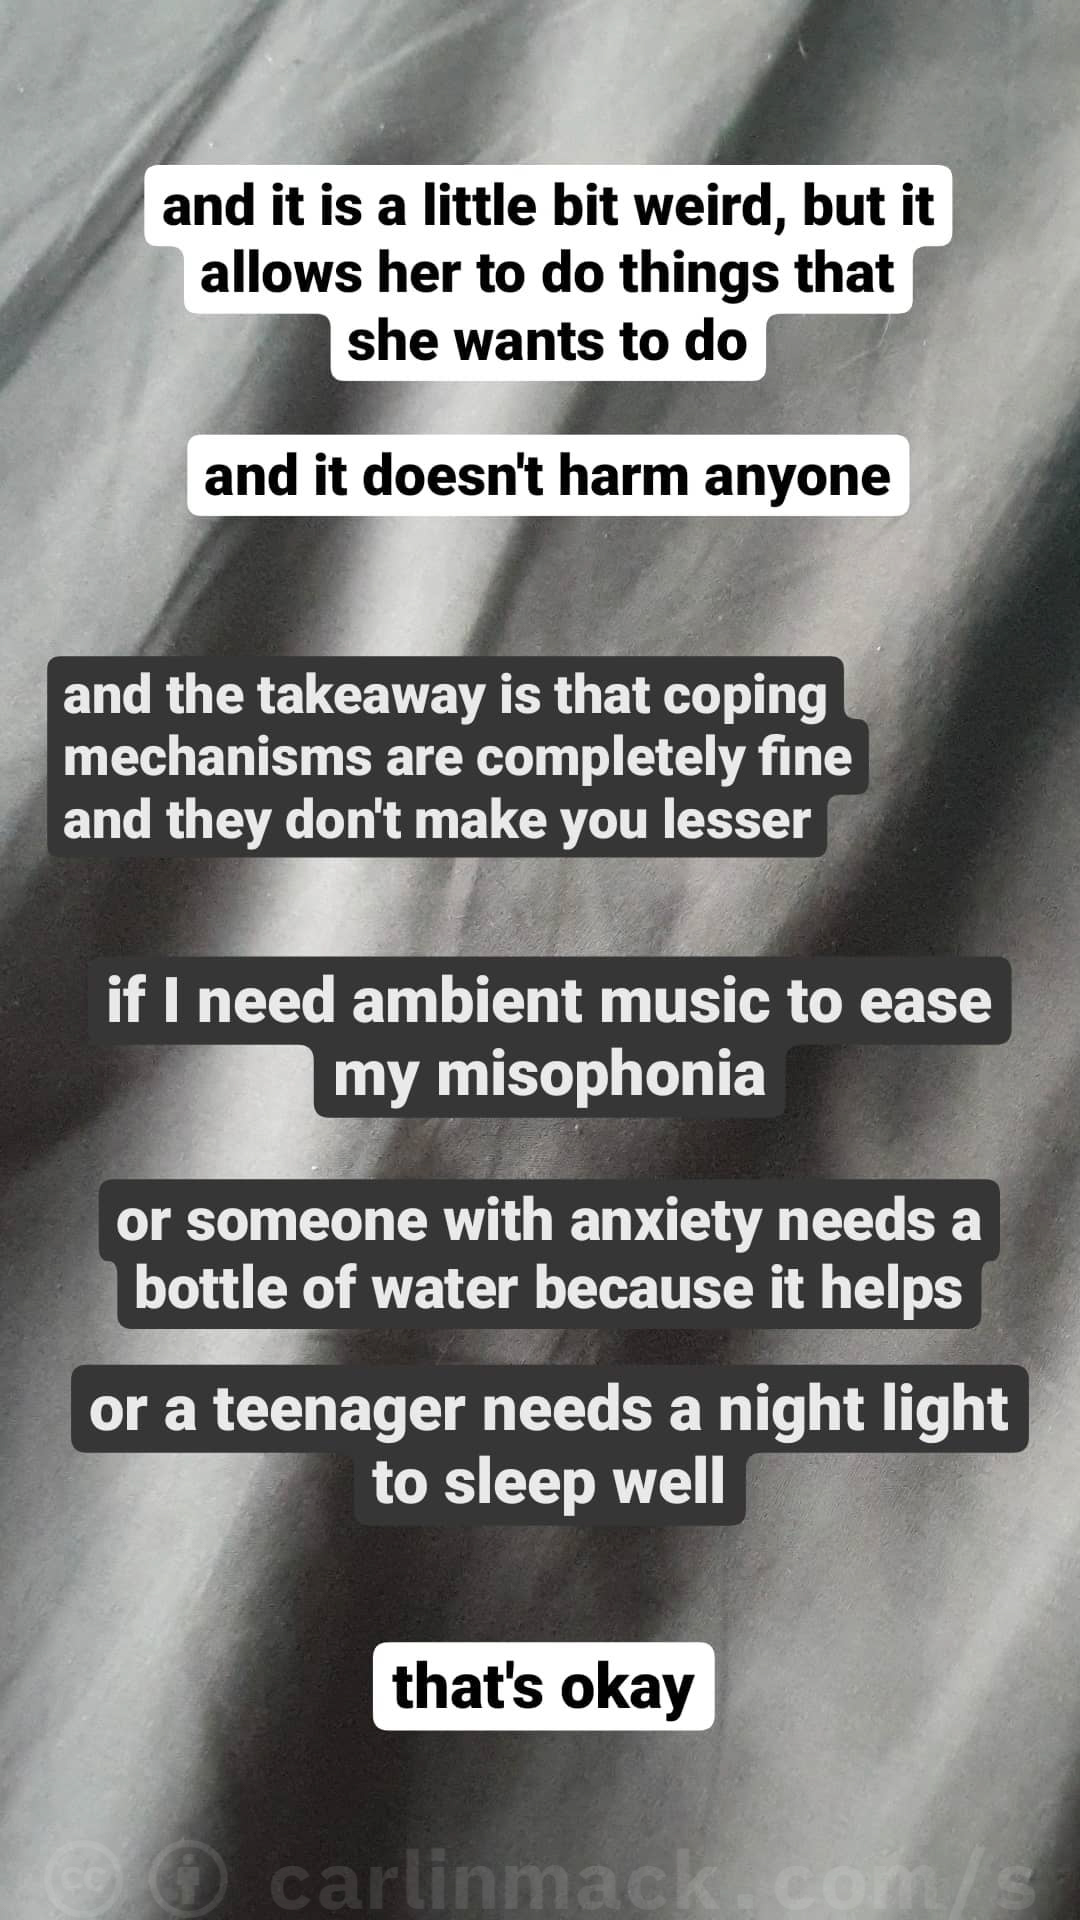 and it is a little bit weird, but it
allows her to do things that
she wants to do
and it doesn't harm anyone
and the takeaway is that coping
mechanisms are completely fine
and they don't make you lesser
if I need ambient music to ease
my misophonia
or someone with anxiety needs a
bottle of water because it helps
or a teenager needs a night light
to sleep well
that's okay
cc carlinmack.com/s